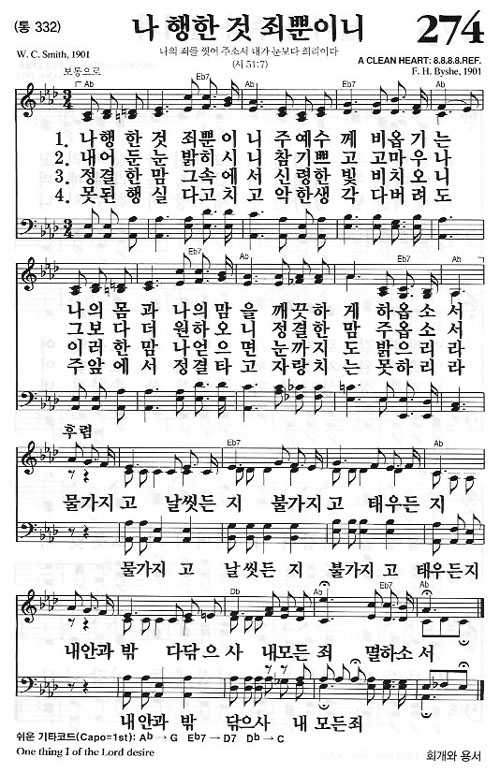 (통 332)
나 행한 것 죄뿐이니
274
W. C. Smith, 1901
나의 죄를 씻어 주소서 내가 눈보다 희리이다
(시 51:7)
A CLEAN HEART: 8.8.8.8.REF.
F. H. Byshe, 1901
보통으로
Ab Eb7 Ab
1. 나행 한것 죄뿐이니 주예수 께 비옵기는
2. 내어 둔눈 밝히시니 참기쁘고 고마우나
3. 정결한맘 그속에서 신령한빛 비치오니
4. 못된행실 다고치고 악한생각 다버려도
Eb7 Ab
나의 몸과 나의맘을 깨끗하게 하옵소서
그보다더 원하오니 정결한맘 주옵소서
이러한맘 나얻으면 눈까지도 밝으리라
주앞에서 정결타고 자랑치는 못하리라
후렴
Eb7 Ab
물가지고 날씻든지 불가지고 태우든지
물가지고 날씻든지 불가지고 태우든지
Db Ab Eb7 Ab
내안과 밖 다닦으사 내모든 죄 멸하소서
내안과 밖 닦으사 내 모든죄
쉬운 기타코드(Capo=1st): Ab → G Eb7 → D7 Db → C
One thing I of the Lord desire
회개와 용서